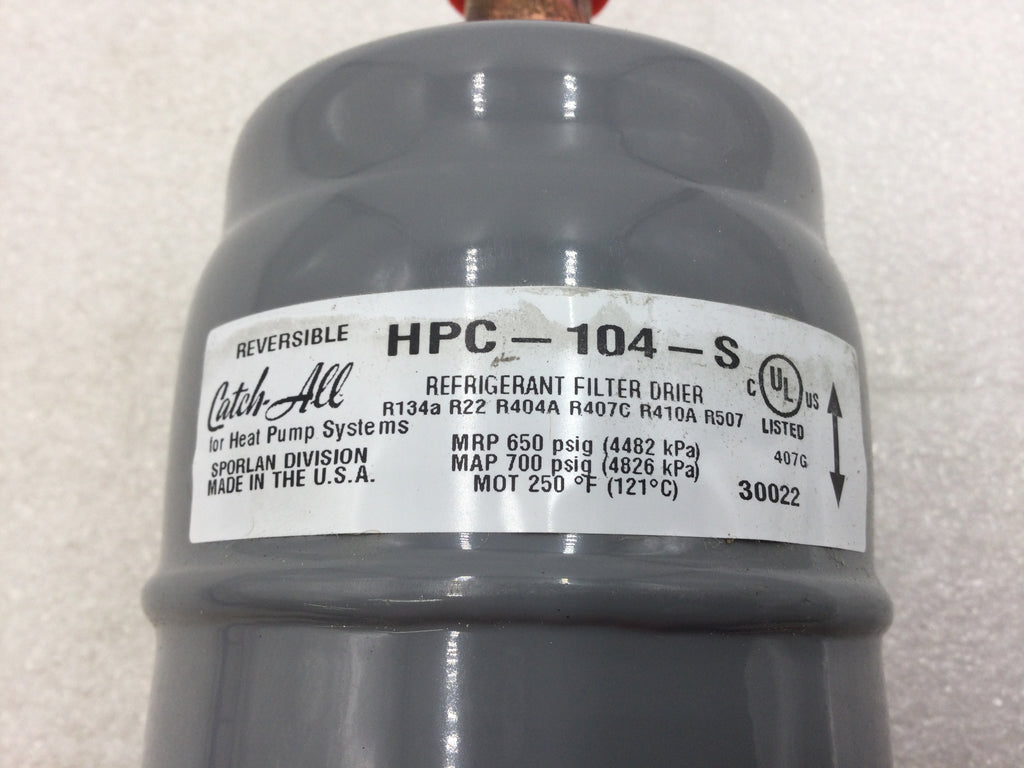 REVERSIBLE
HPC - 104 - S
Catch-All
REFRIGERANT FILTER DRIER
C UL US
R134a R22 R404A R407C R410A R507
LISTED
for Heat Pump Systems
MRP 650 psig (4482 kPa)
407G
SPORLAN DIVISION
MAP 700 psig (4826 kPa)
MADE IN THE U.S.A.
MOT 250 °F (121°C)
30022